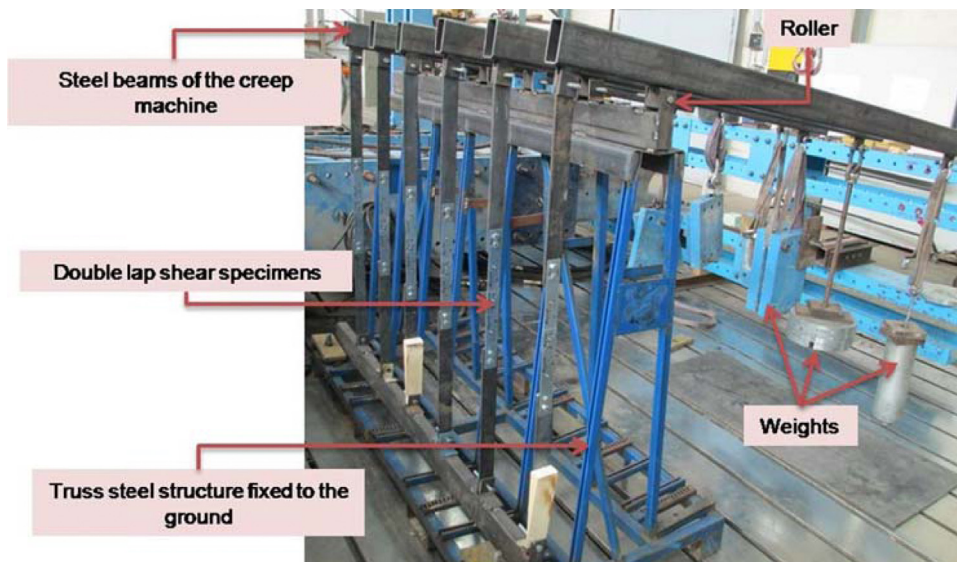 Roller
Steel beams of the creep
machine
Double lap shear specimens
Weights
Truss steel structure fixed to the
ground